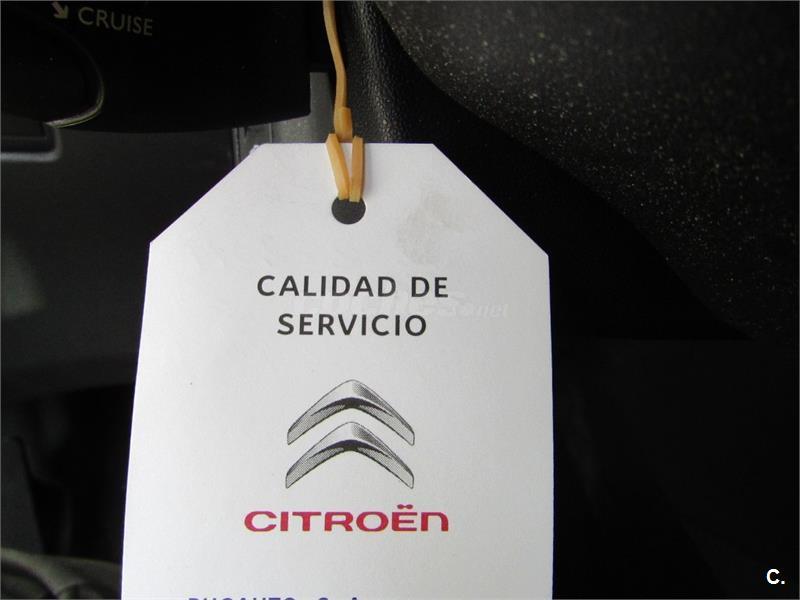 CRUISE
CALIDAD DE
SERVICIO
CITROËN
C.